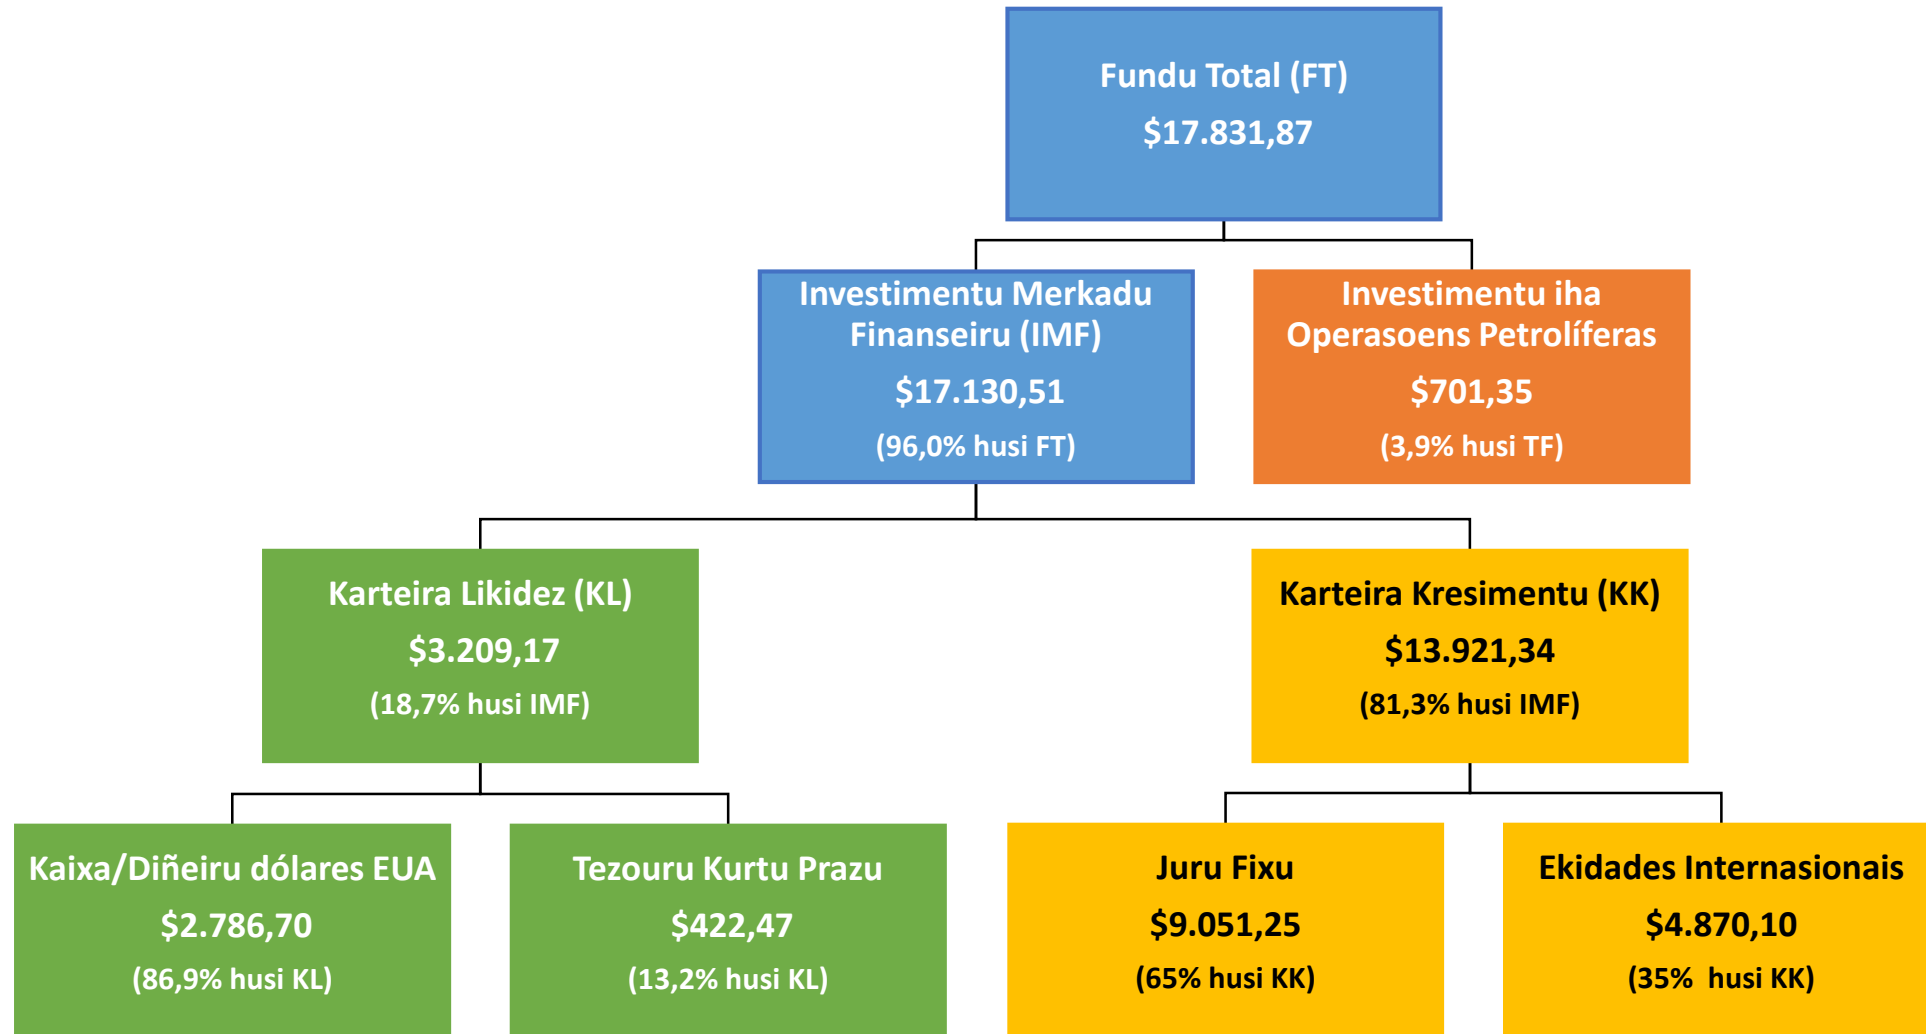 Fundu Total (FT)
$17.831,87
Investimentu Merkadu
Finanseiru (IMF)
$17.130,51
(96,0% husi FT)
Investimentu iha
Operasoens Petrolíferas
$701,35
(3,9% husi TF)
Karteira Likidez (KL)
$3.209,17
(18,7% husi IMF)
Karteira Kresimentu (KK)
$13.921,34
(81,3% husi IMF)
Kaixa/Diñeiru dólares EUA
$2.786,70
(86,9% husi KL)
Tezouru Kurtu Prazu
$422,47
(13,2% husi KL)
Juru Fixu
$9.051,25
(65% husi KK)
Ekidades Internasionais
$4.870,10
(35% husi KK)